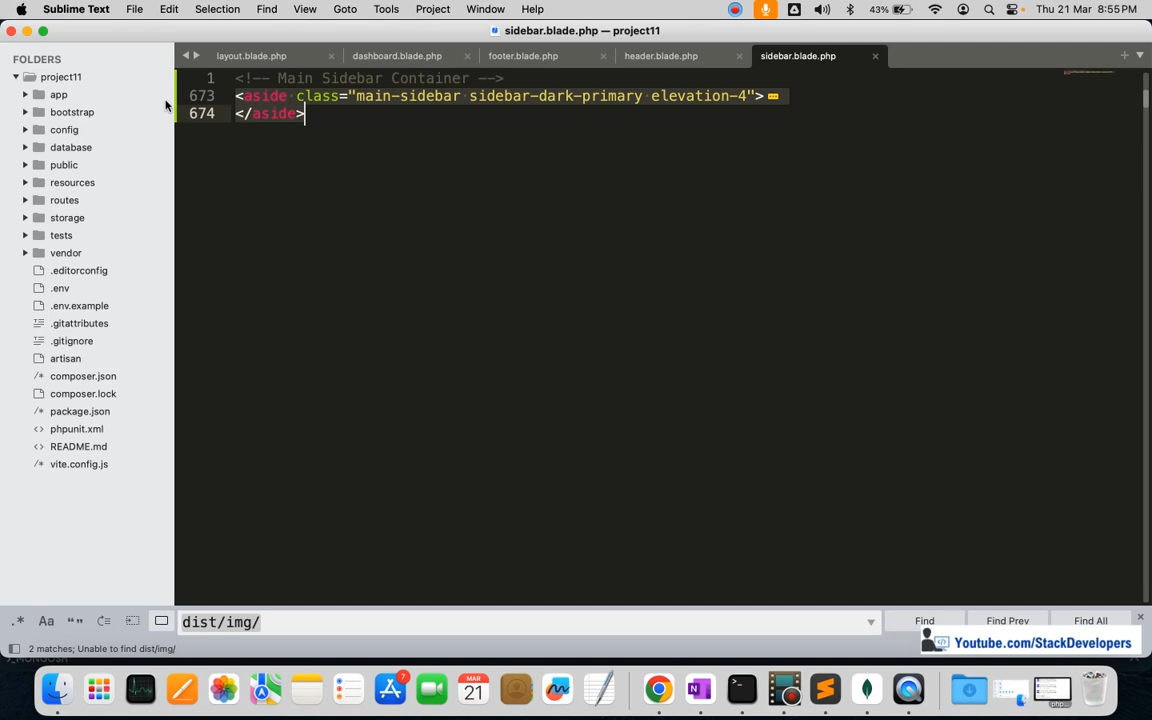 Sublime Text File Edit Selection Find View Goto Tools Project Window Help 43% Thu 21 Mar 8:55PM
sidebar.blade.php — project11
FOLDERS
project11
app
bootstrap
config
database
public
resources
routes
storage
tests
vendor
.editorconfig
.env
.env.example
.gitattributes
.gitignore
artisan
composer.json
composer.lock
package.json
phpunit.xml
README.md
vite.config.js
layout.blade.php dashboard.blade.php footer.blade.php header.blade.php sidebar.blade.php
1 <!-- Main Sidebar Container -->
673 <aside class="main-sidebar sidebar-dark-primary elevation-4">
674 </aside>
dist/img/
Find Find Prev Find All
2 matches; Unable to find dist/img/
Youtube.com/StackDevelopers
7
MAR
21
php...